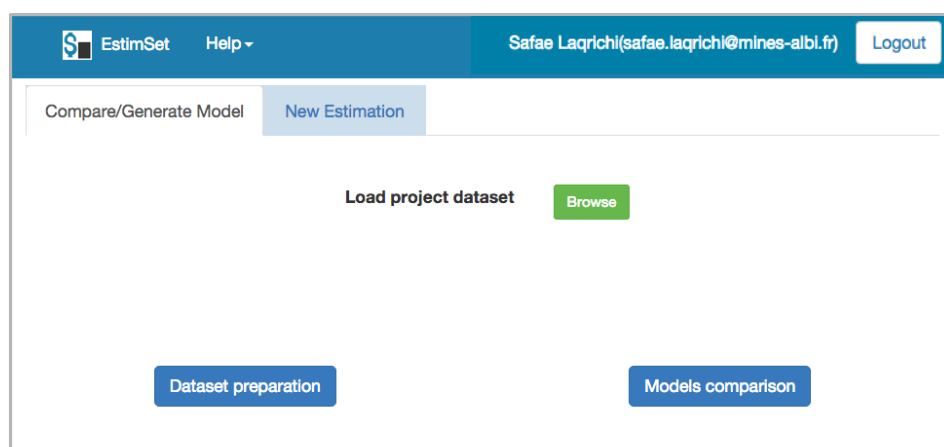 EstimSet Help Safae Laqrichi(safae.laqrichi@mines-albi.fr) Logout
Compare/Generate Model New Estimation
Load project dataset Browse
Dataset preparation Models comparison